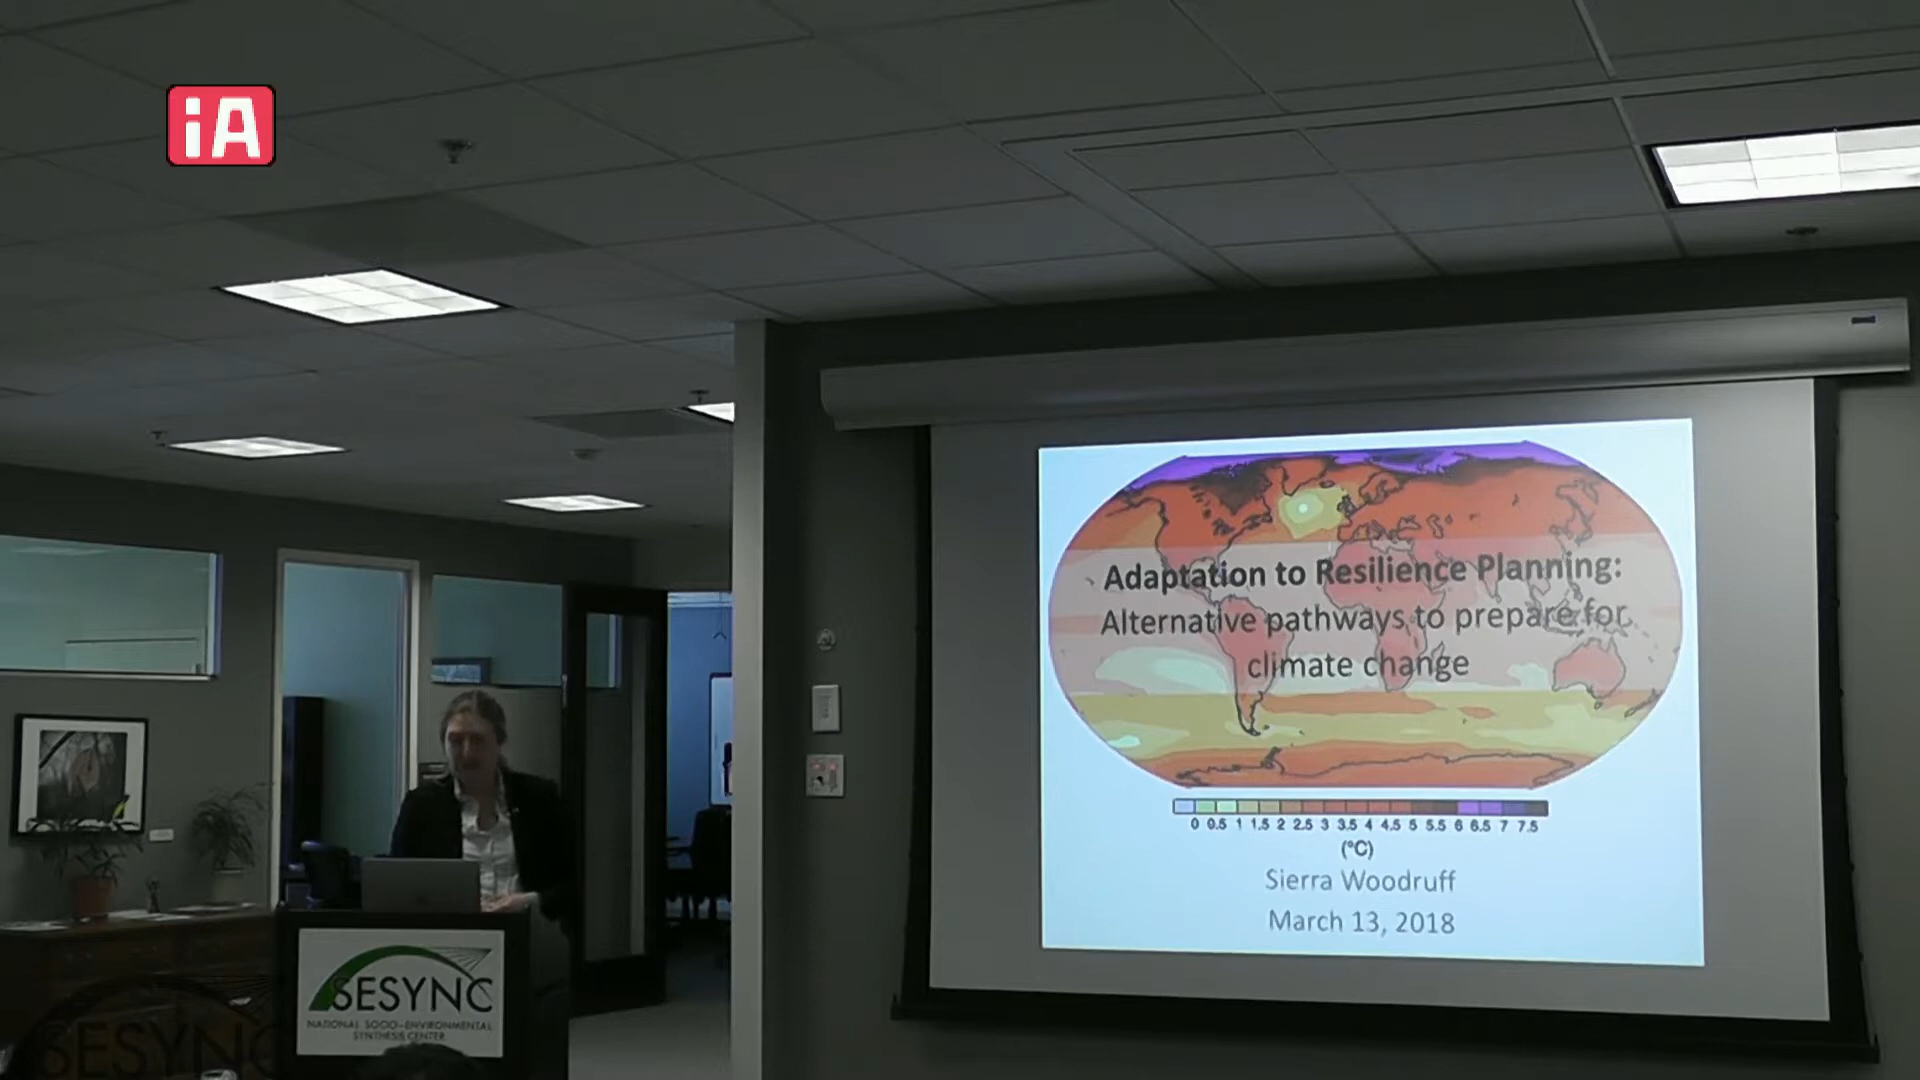 iA
Adaptation to Resilience Planning:
Alternative pathways to prepare for
climate change
0 0.5 1 1.5 2 2.5 3 3.5 4 4.5 5 5.5 6 6.5 7 7.5
(°C)
Sierra Woodruff
March 13, 2018
SESYNC
NATIONAL SOCIO-ENVIRONMENTAL
SYNTHESIS CENTER
SESYNC